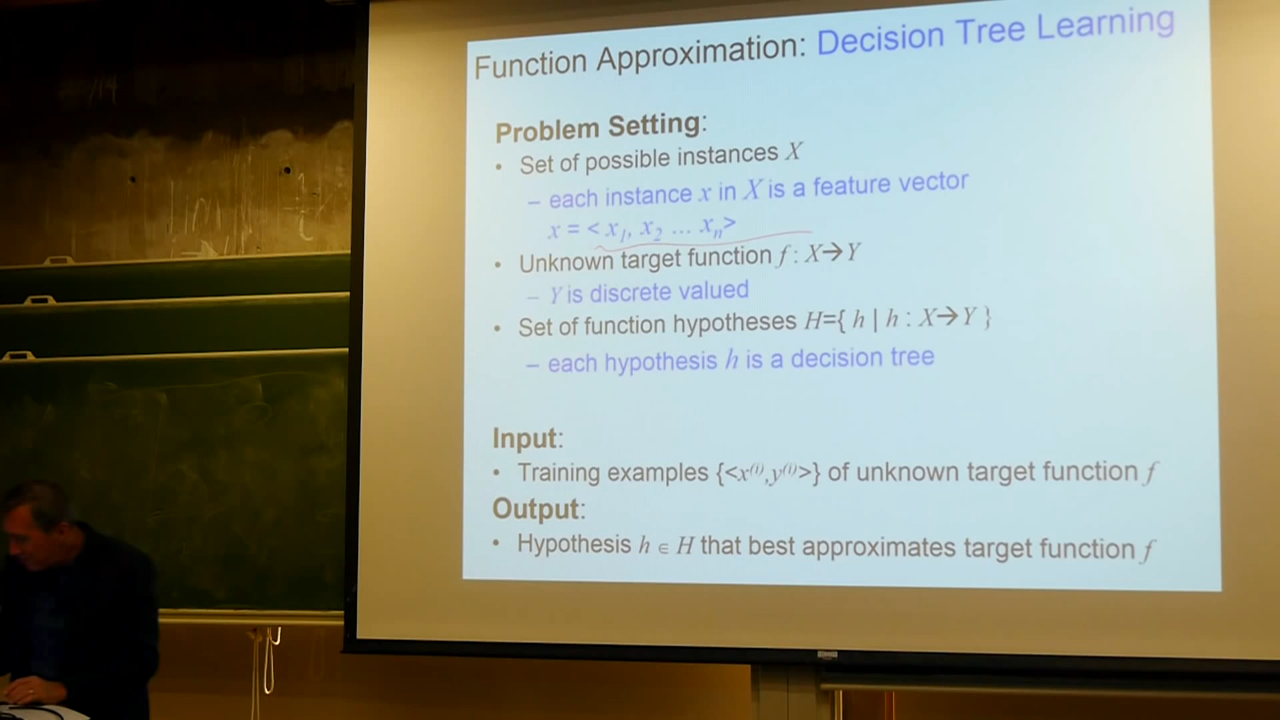 Function Approximation: Decision Tree Learning
Problem Setting:
• Set of possible instances X
– each instance x in X is a feature vector
x = < x₁, x₂ … xₙ>
• Unknown target function f : X→Y
– Y is discrete valued
• Set of function hypotheses H={ h | h : X→Y }
– each hypothesis h is a decision tree
Input:
• Training examples {<x⁽ⁱ⁾,y⁽ⁱ⁾>} of unknown target function f
Output:
• Hypothesis h ∈ H that best approximates target function f